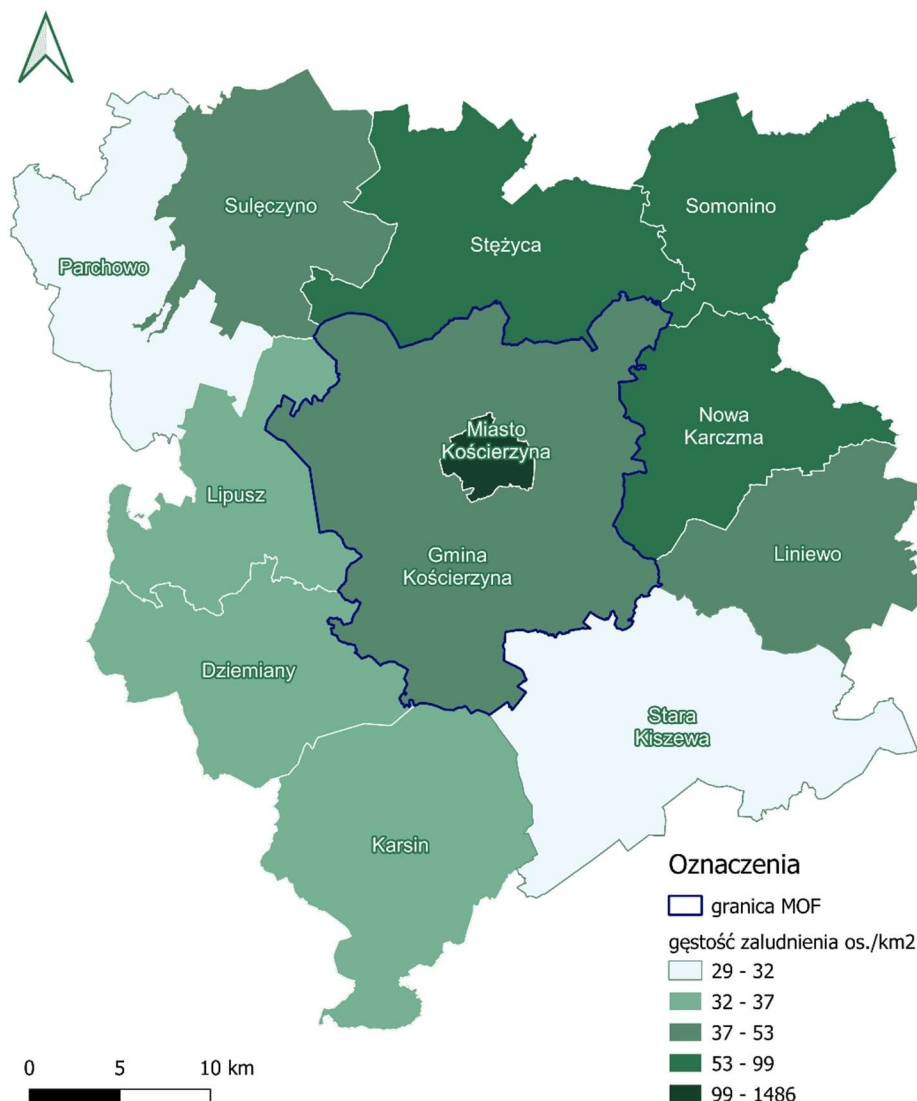 Sulęczyno
Somonino
Stężyca
Parchowo
Nowa
Karczma
Miasto
Kościerzyna
Lipusz
Gmina
Kościerzyna
Liniewo
Dziemiany
Stara
Kiszewa
Karsin
Oznaczenia
granica MOF
gęstość zaludnienia os./km2
29 - 32
32 - 37
37 - 53
53 - 99
99 - 1486
0 5 10 km